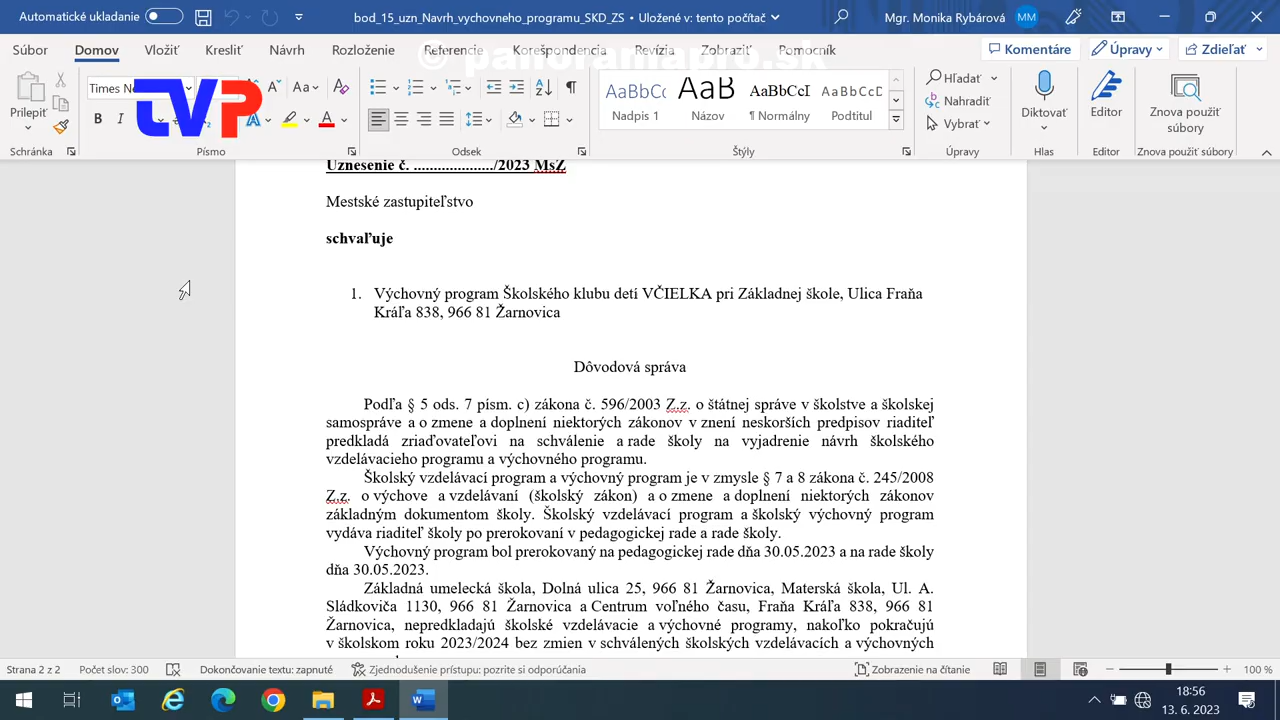 Automatické ukladanie
bod_15_uzn_Navrh_vychovneho_programu_SKD_ZS • Uložené v: tento počítač
Mgr. Monika Rybárová MM
Súbor Domov Vložiť Kresliť Návrh Rozloženie Referencie Korešpondencia Revízia Zobraziť Pomocník
Komentáre Úpravy Zdieľať
© panoramapro.sk
TVP
Prilepiť
Schránka
Times N
Písmo
Odsek
AaBbCc AaB AaBbCcI AaBbCcD
Nadpis 1 Názov ¶ Normálny Podtitul
Štýly
Hľadať
Nahradiť
Vybrať
Úpravy
Diktovať
Hlas
Editor
Editor
Znova použiť súbory
Znova použiť súbory
Uznesenie č. ..................../2023 MsZ
Mestské zastupiteľstvo
schvaľuje
1. Výchovný program Školského klubu detí VČIELKA pri Základnej škole, Ulica Fraňa
Kráľa 838, 966 81 Žarnovica
Dôvodová správa
Podľa § 5 ods. 7 písm. c) zákona č. 596/2003 Z.z. o štátnej správe v školstve a školskej
samospráve a o zmene a doplnení niektorých zákonov v znení neskorších predpisov riaditeľ
predkladá zriaďovateľovi na schválenie a rade školy na vyjadrenie návrh školského
vzdelávacieho programu a výchovného programu.
Školský vzdelávací program a výchovný program je v zmysle § 7 a 8 zákona č. 245/2008
Z.z. o výchove a vzdelávaní (školský zákon) a o zmene a doplnení niektorých zákonov
základným dokumentom školy. Školský vzdelávací program a školský výchovný program
vydáva riaditeľ školy po prerokovaní v pedagogickej rade a rade školy.
Výchovný program bol prerokovaný na pedagogickej rade dňa 30.05.2023 a na rade školy
dňa 30.05.2023.
Základná umelecká škola, Dolná ulica 25, 966 81 Žarnovica, Materská škola, Ul. A.
Sládkoviča 1130, 966 81 Žarnovica a Centrum voľného času, Fraňa Kráľa 838, 966 81
Žarnovica, nepredkladajú školské vzdelávacie a výchovné programy, nakoľko pokračujú
v školskom roku 2023/2024 bez zmien v schválených školských vzdelávacích a výchovných
Strana 2 z 2 Počet slov: 300 Dokončovanie textu: zapnuté Zjednodušenie prístupu: pozrite si odporúčania Zobrazenie na čítanie 100 %
18:56
13. 6. 2023